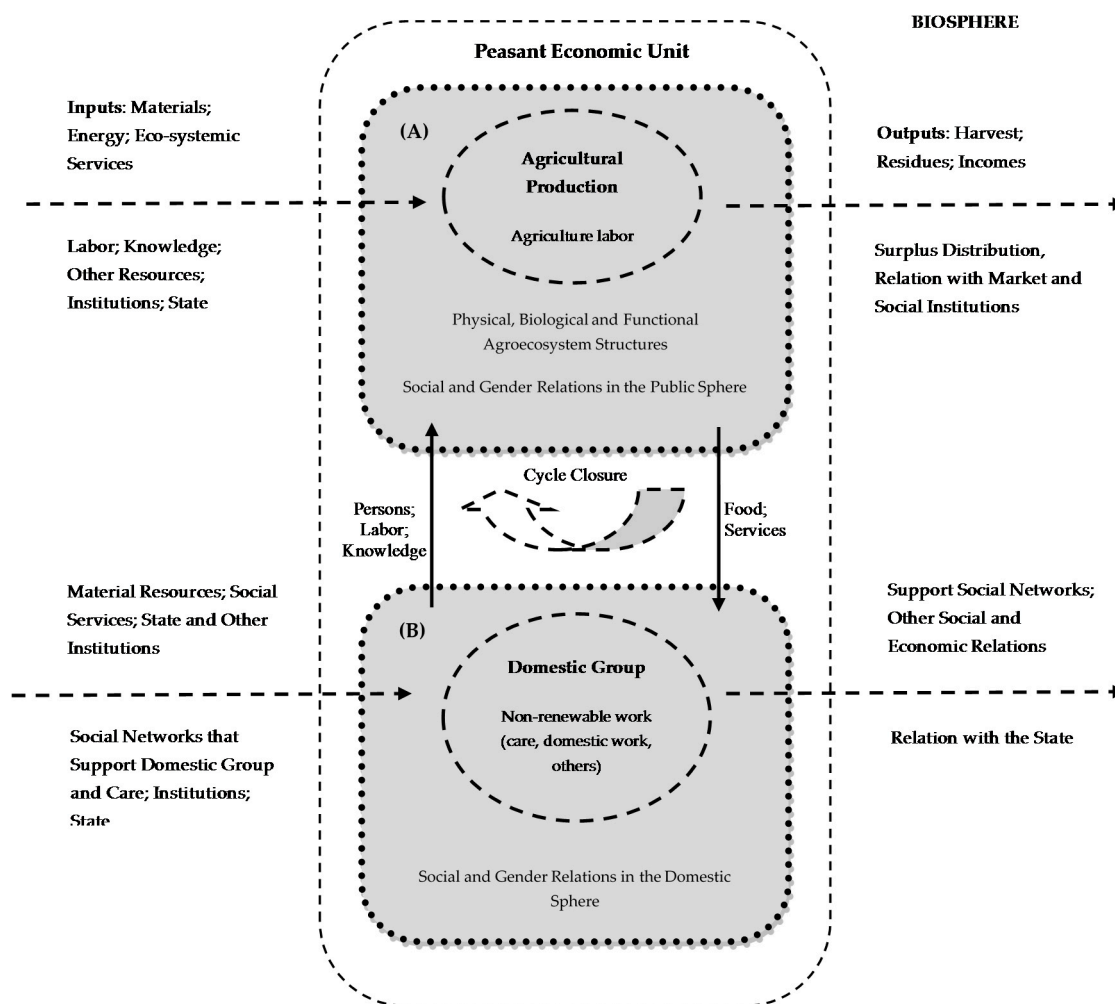 BIOSPHERE
Peasant Economic Unit
Inputs: Materials;
Energy; Eco-systemic
Services
Labor; Knowledge;
Other Resources;
Institutions; State
(A)
Agricultural
Production
Agriculture labor
Physical, Biological and Functional
Agroecosystem Structures
Social and Gender Relations in the Public Sphere
Outputs: Harvest;
Residues; Incomes
Surplus Distribution,
Relation with Market and
Social Institutions
Cycle Closure
Persons;
Labor;
Knowledge
Food;
Services
Material Resources; Social
Services; State and Other
Institutions
Social Networks that
Support Domestic Group
and Care; Institutions;
State
(B)
Domestic Group
Non-renewable work
(care, domestic work,
others)
Social and Gender Relations in the Domestic
Sphere
Support Social Networks;
Other Social and
Economic Relations
Relation with the State